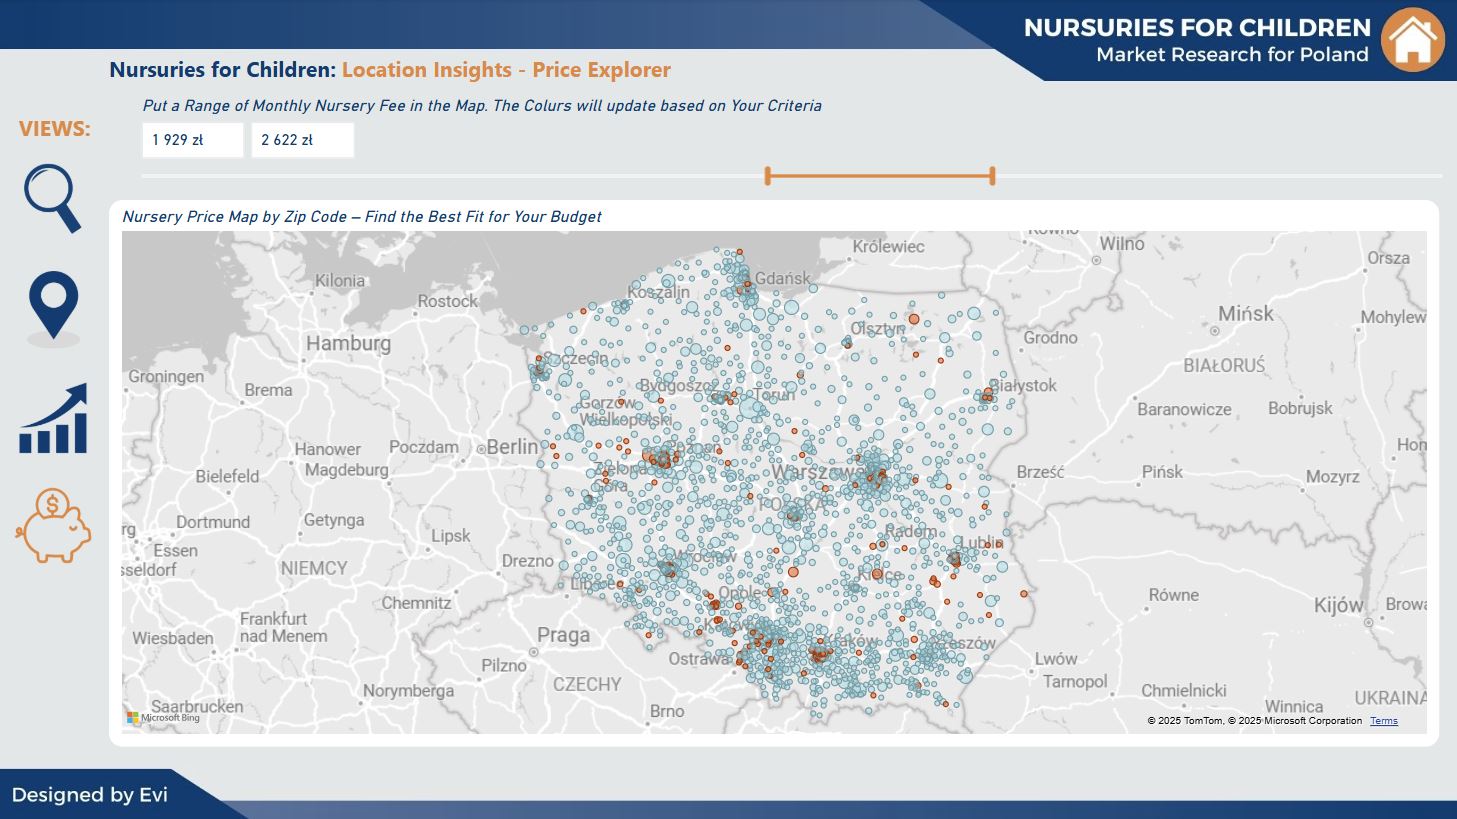 NURSURIES FOR CHILDREN
Market Research for Poland
Nursuries for Children: Location Insights - Price Explorer
Put a Range of Monthly Nursery Fee in the Map. The Colurs will update based on Your Criteria
VIEWS:
1 929 zł
2 622 zł
Nursery Price Map by Zip Code – Find the Best Fit for Your Budget
Królewiec
Wilno
Orsza
Kilonia
Rostock
Koszalin
Gdańsk
Mińsk
Mohylew
Hamburg
Olsztyn
Grodno
Szczecin
BIAŁORUŚ
Groningen
Brema
Bydgoszcz
Toruń
Białystok
Gorzów
Wielkopolski
Baranowicze
Bobrujsk
Hanower
Poczdam
Berlin
Poznań
Magdeburg
Zielona
Góra
Warszawa
Brześć
Pińsk
Mozyrz
Bielefeld
POLSKA
Dortmund
Getynga
Lipsk
Radom
Lublin
Essen
Drezno
Wrocław
NIEMCY
Kielce
Chemnitz
Opole
Równe
Kijów
Frankfurt
nad Menem
Wiesbaden
Praga
Kraków
Rzeszów
Ostrawa
Pilzno
Lwów
Tarnopol
CZECHY
Norymberga
Chmielnicki
Saarbrucken
Brno
Winnica
UKRAINA
Microsoft Bing
© 2025 TomTom, © 2025 Microsoft Corporation Terms
Designed by Evi